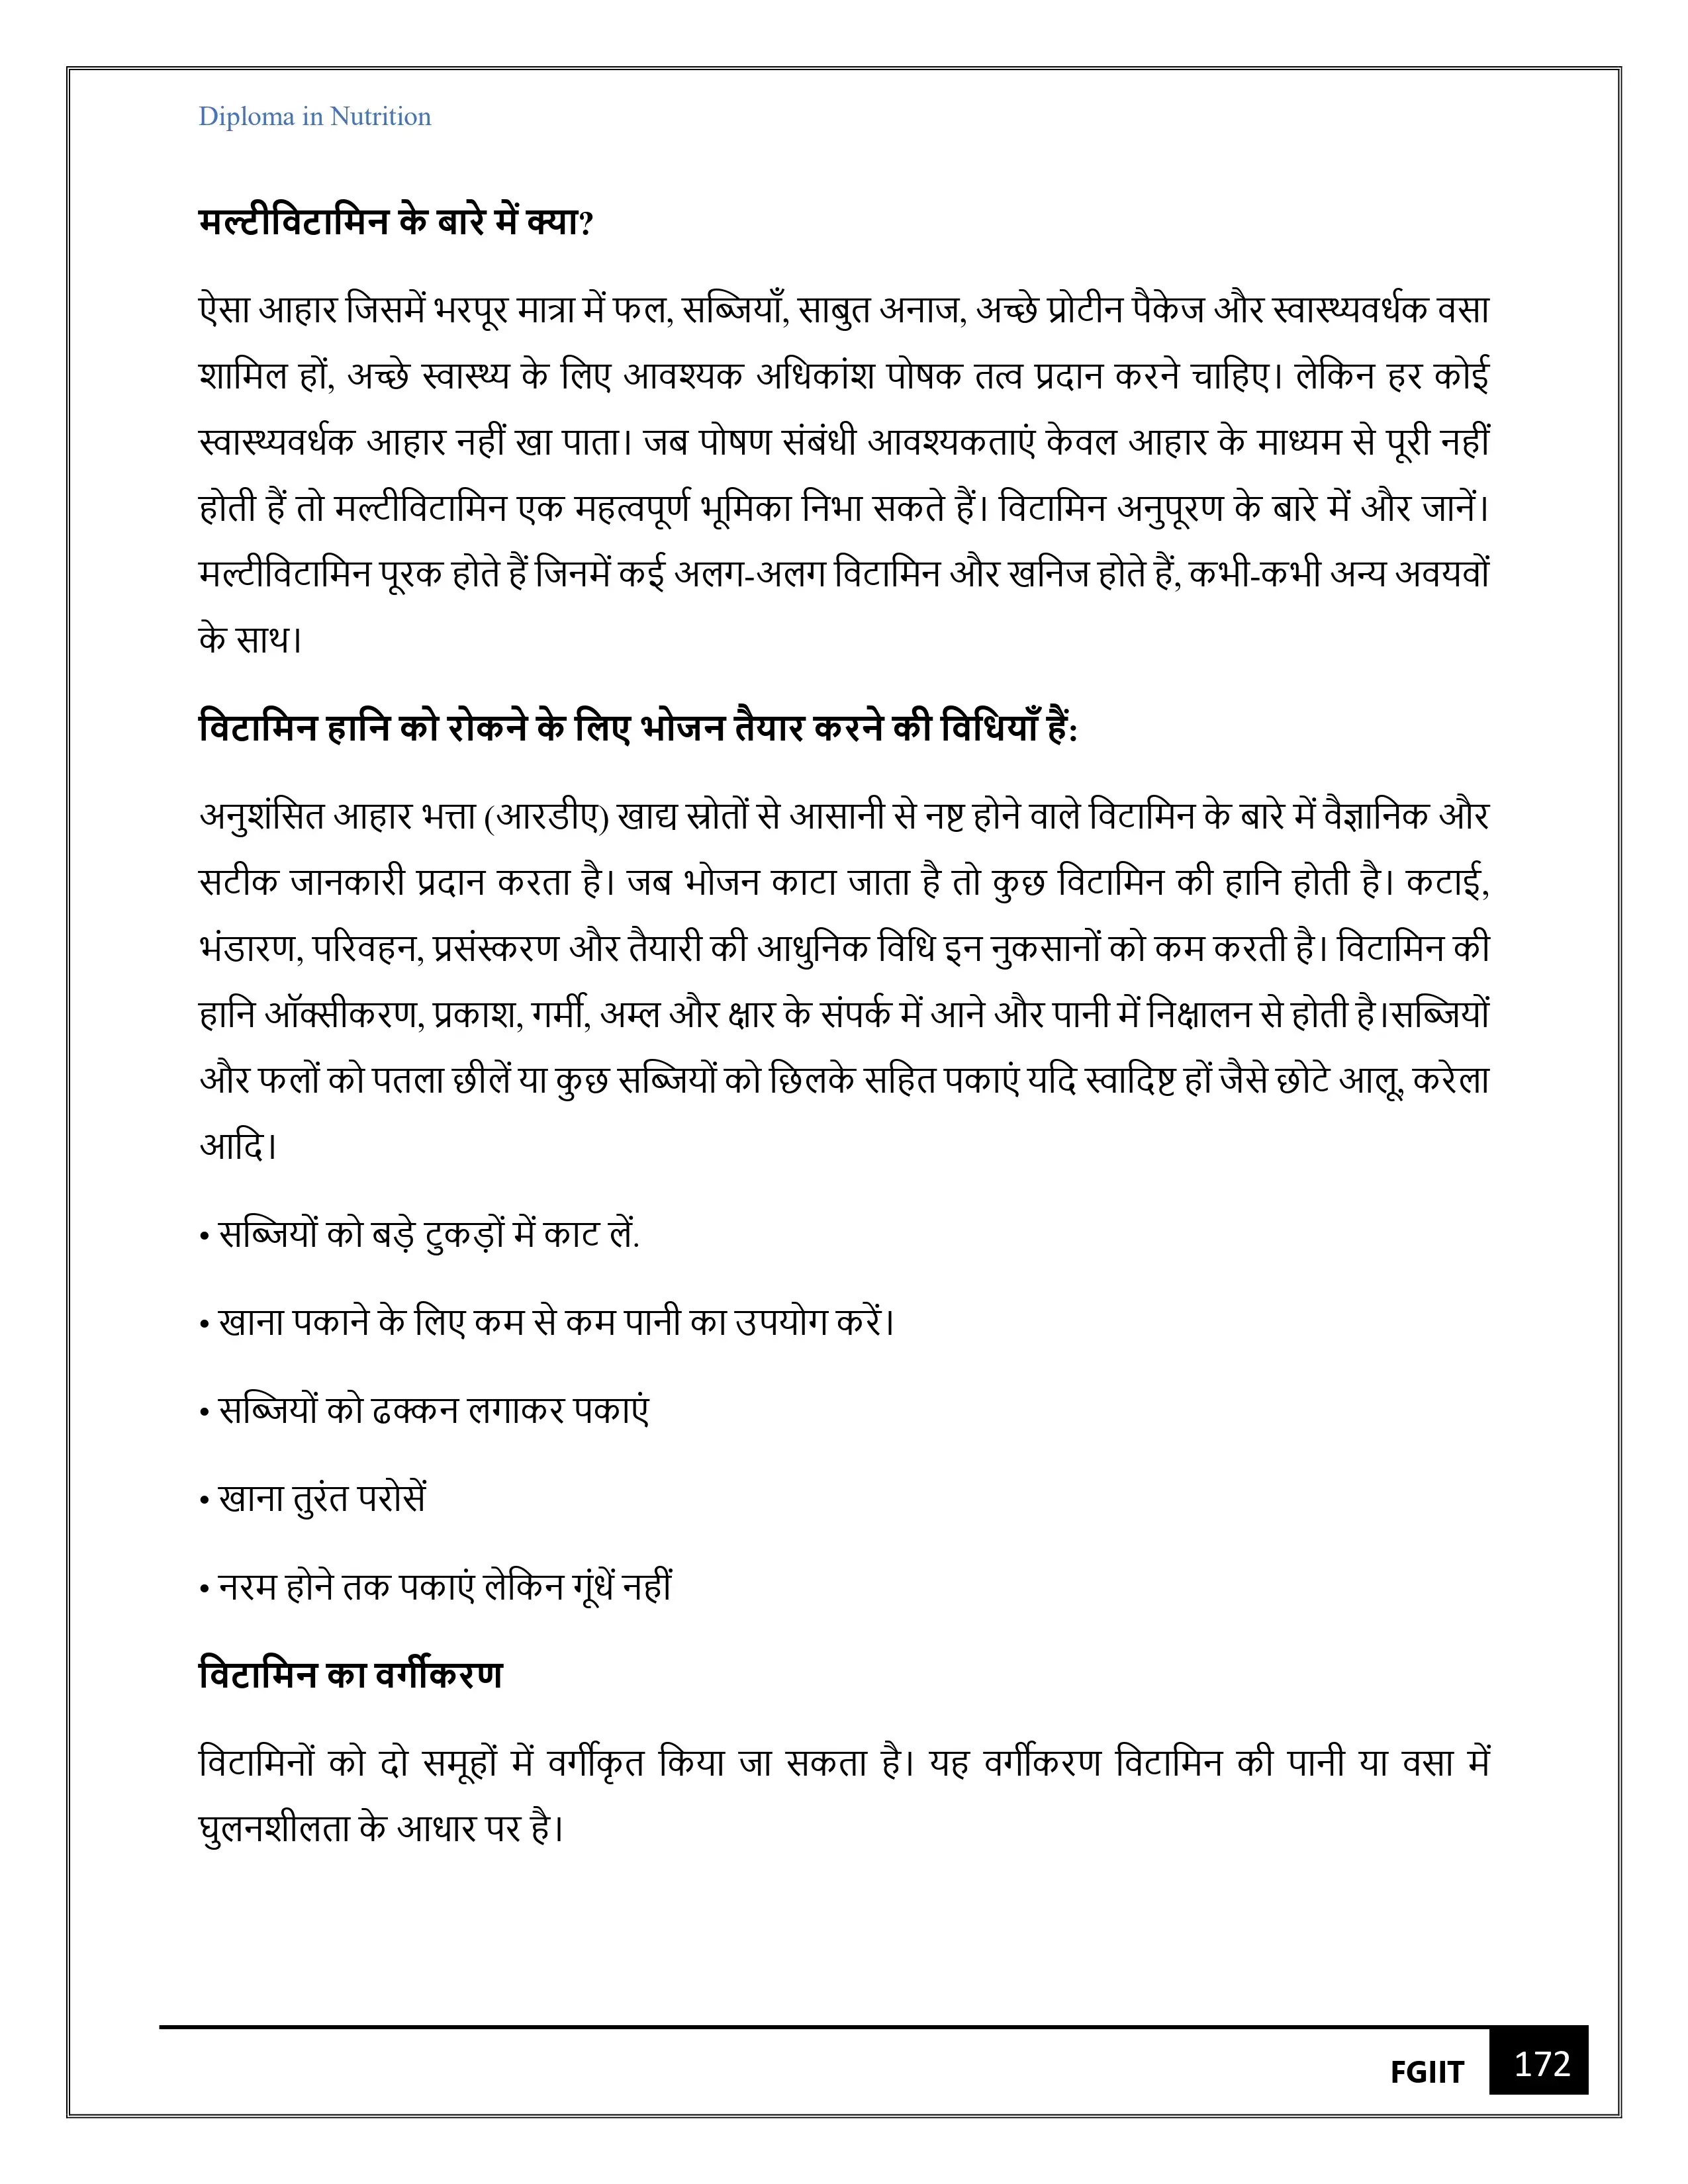 Diploma in Nutrition
मल्टीविटामिन के बारे में क्या?
ऐसा आहार जिसमें भरपूर मात्रा में फल, सब्जियाँ, साबुत अनाज, अच्छे प्रोटीन पैकेज और स्वास्थ्यवर्धक वसा
शामिल हों, अच्छे स्वास्थ्य के लिए आवश्यक अधिकांश पोषक तत्व प्रदान करने चाहिए। लेकिन हर कोई
स्वास्थ्यवर्धक आहार नहीं खा पाता। जब पोषण संबंधी आवश्यकताएं केवल आहार के माध्यम से पूरी नहीं
होती हैं तो मल्टीविटामिन एक महत्वपूर्ण भूमिका निभा सकते हैं। विटामिन अनुपूरण के बारे में और जानें।
मल्टीविटामिन पूरक होते हैं जिनमें कई अलग-अलग विटामिन और खनिज होते हैं, कभी-कभी अन्य अवयवों
के साथ।
विटामिन हानि को रोकने के लिए भोजन तैयार करने की विधियाँ हैं:
अनुशंसित आहार भत्ता (आरडीए) खाद्य स्रोतों से आसानी से नष्ट होने वाले विटामिन के बारे में वैज्ञानिक और
सटीक जानकारी प्रदान करता है। जब भोजन काटा जाता है तो कुछ विटामिन की हानि होती है। कटाई,
भंडारण, परिवहन, प्रसंस्करण और तैयारी की आधुनिक विधि इन नुकसानों को कम करती है। विटामिन की
हानि ऑक्सीकरण, प्रकाश, गर्मी, अम्ल और क्षार के संपर्क में आने और पानी में निक्षालन से होती है।सब्जियों
और फलों को पतला छीलें या कुछ सब्जियों को छिलके सहित पकाएं यदि स्वादिष्ट हों जैसे छोटे आलू, करेला
आदि।
• सब्जियों को बड़े टुकड़ों में काट लें.
• खाना पकाने के लिए कम से कम पानी का उपयोग करें।
• सब्जियों को ढक्कन लगाकर पकाएं
• खाना तुरंत परोसें
• नरम होने तक पकाएं लेकिन गूंधें नहीं
विटामिन का वर्गीकरण
विटामिनों को दो समूहों में वर्गीकृत किया जा सकता है। यह वर्गीकरण विटामिन की पानी या वसा में
घुलनशीलता के आधार पर है।
FGIIT 172